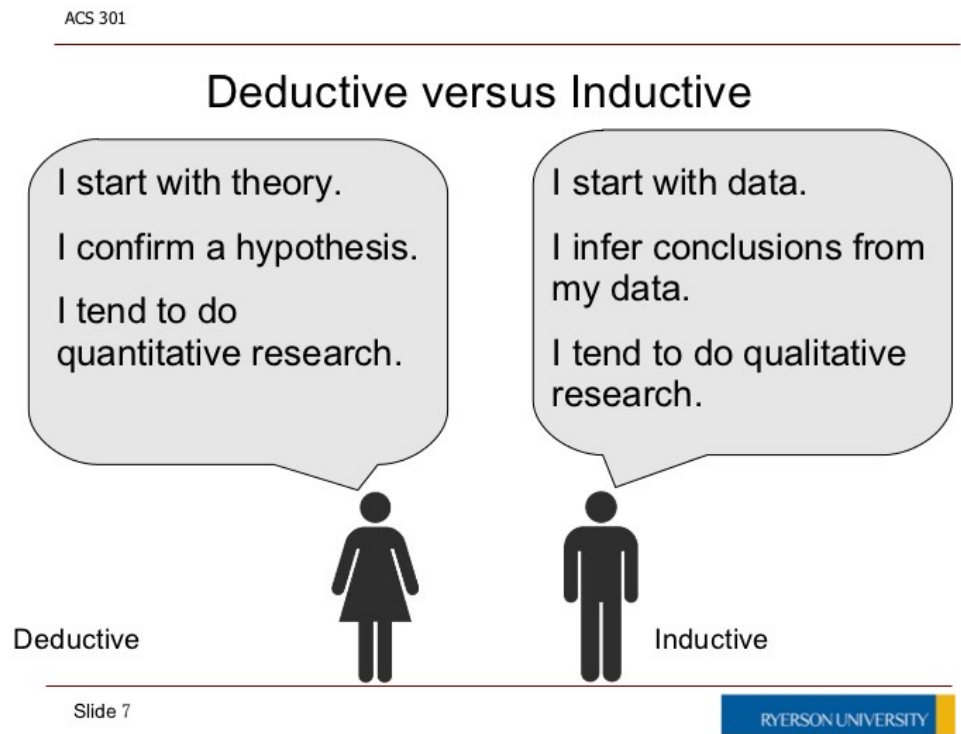 ACS 301
Deductive versus Inductive
I start with theory.
I confirm a hypothesis.
I tend to do
quantitative research.
I start with data.
I infer conclusions from
my data.
I tend to do qualitative
research.
Deductive
Inductive
Slide 7
RYERSON UNIVERSITY